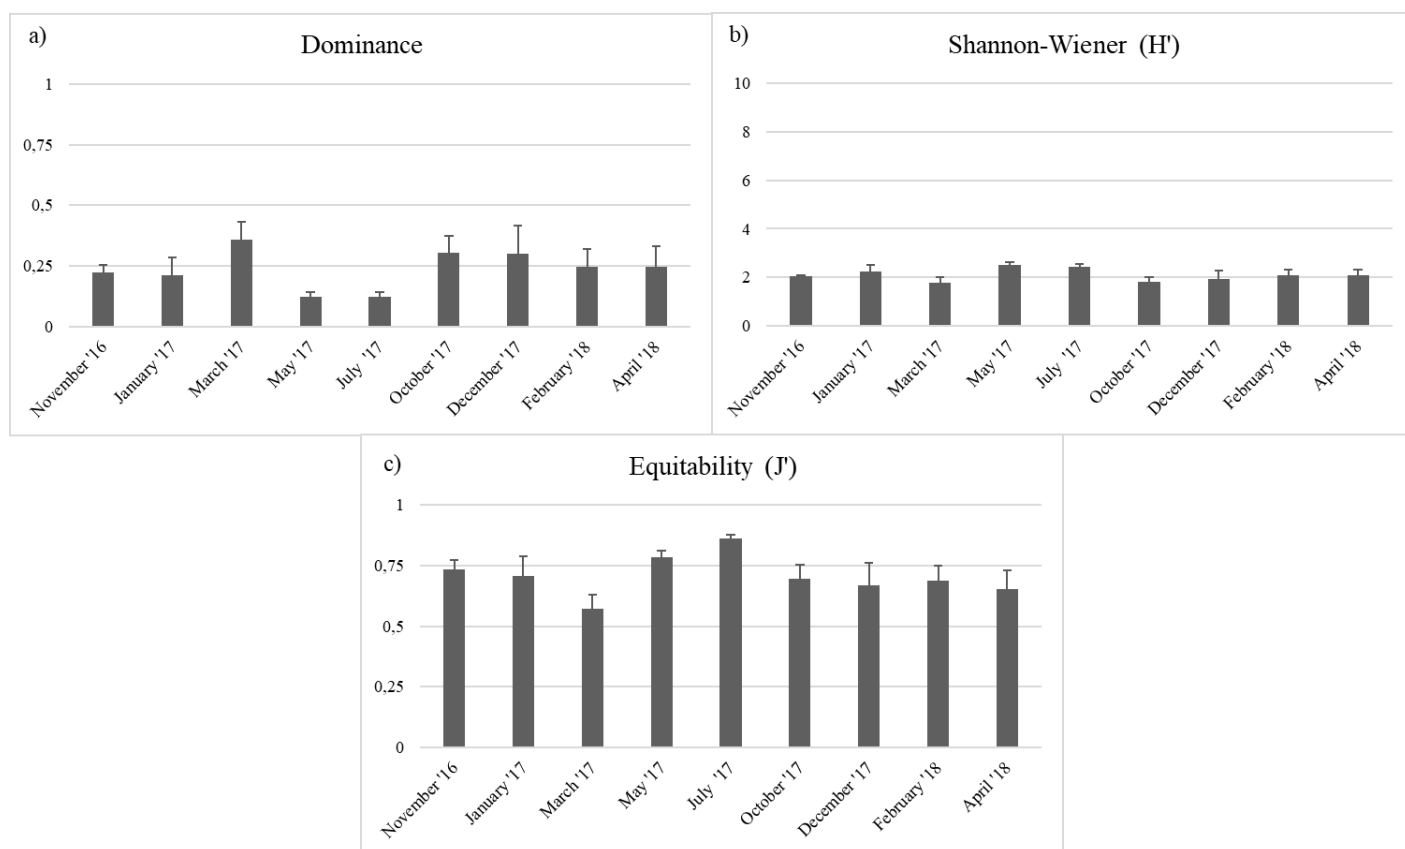 a)
Dominance
1
0,75
0,5
0,25
0
November '16
January '17
March '17
May '17
July '17
October '17
December '17
February '18
April '18
b)
Shannon-Wiener (H')
10
8
6
4
2
0
November '16
January '17
March '17
May '17
July '17
October '17
December '17
February '18
April '18
c)
Equitability (J')
1
0,75
0,5
0,25
0
November '16
January '17
March '17
May '17
July '17
October '17
December '17
February '18
April '18